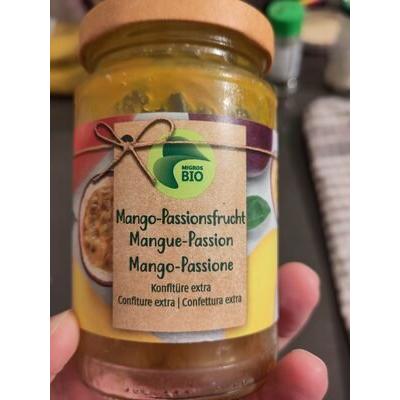 MIGROS
BIO
Mango-Passionsfrucht
Mangue-Passion
Mango-Passione
Konfitüre extra
Confiture extra | Confettura extra